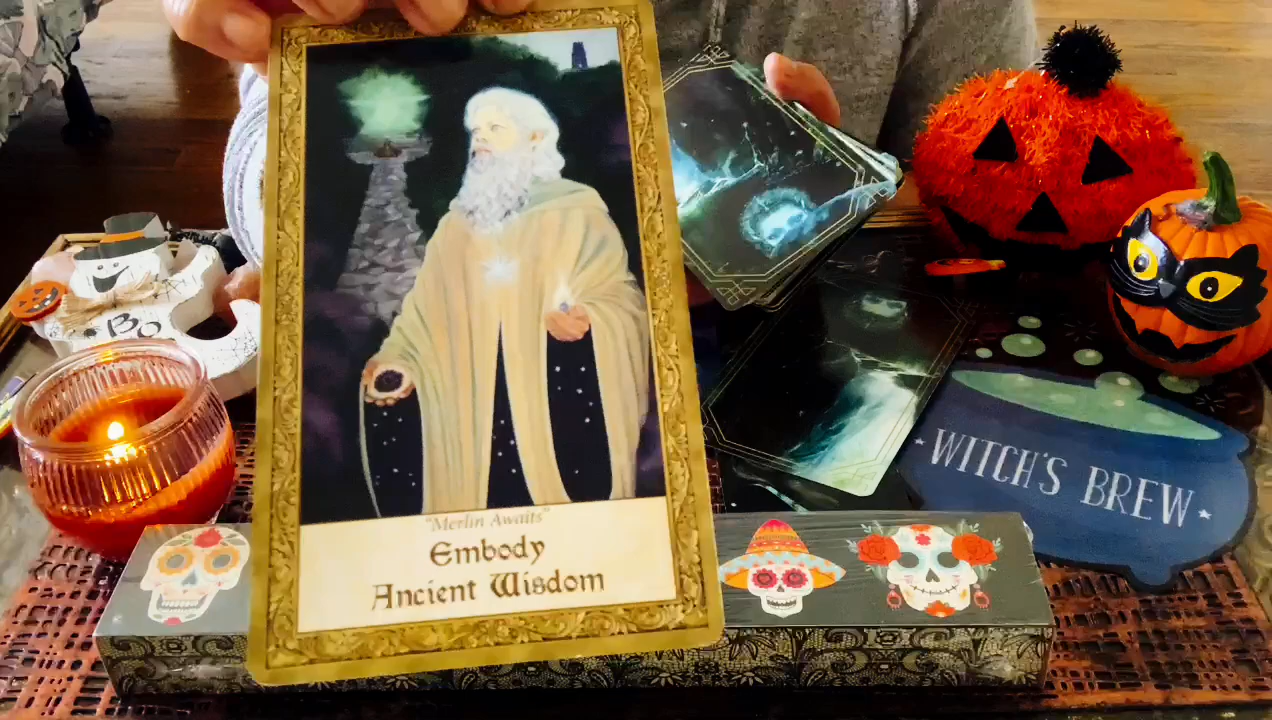 "Merlin Awaits"
Embody
Ancient Wisdom
WITCH'S BREW
Bo